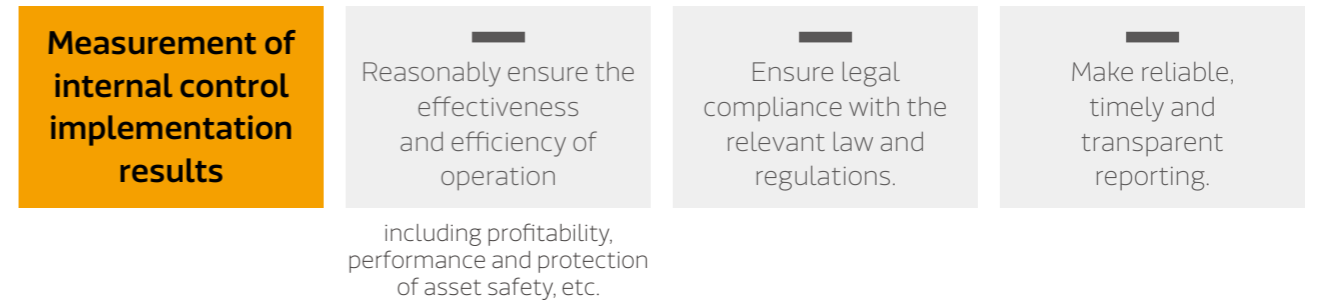 Measurement of
internal control
implementation
results
Reasonably ensure the
effectiveness
and efficiency of
operation
including profitability,
performance and protection
of asset safety, etc.
Ensure legal
compliance with the
relevant law and
regulations.
Make reliable,
timely and
transparent
reporting.